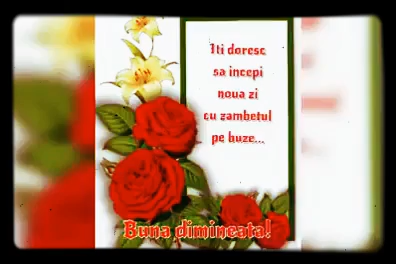 Iti doresc
sa incepi
noua zi
cu zambetul
pe buze...
Buna dimineata!